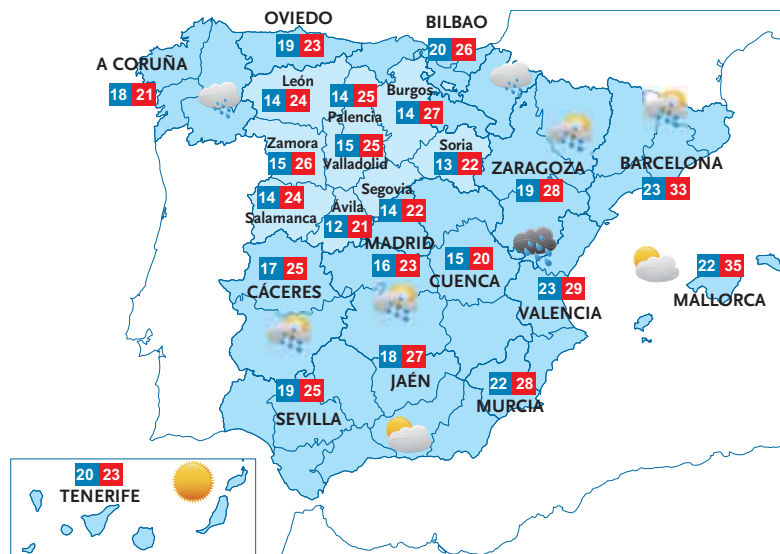 OVIEDO
19 23
BILBAO
20 26
A CORUÑA
18 21
León
14 24
14 25
Palencia
Burgos
14 27
Zamora
15 26
15 25
Valladolid
Soria
13 22
ZARAGOZA
19 28
BARCELONA
23 33
14 24
Salamanca
Ávila
12 21
Segovia
14 22
MADRID
16 23
15 20
CUENCA
17 25
CÁCERES
23 29
VALENCIA
22 35
MALLORCA
18 27
JAÉN
19 25
SEVILLA
22 28
MURCIA
20 23
TENERIFE